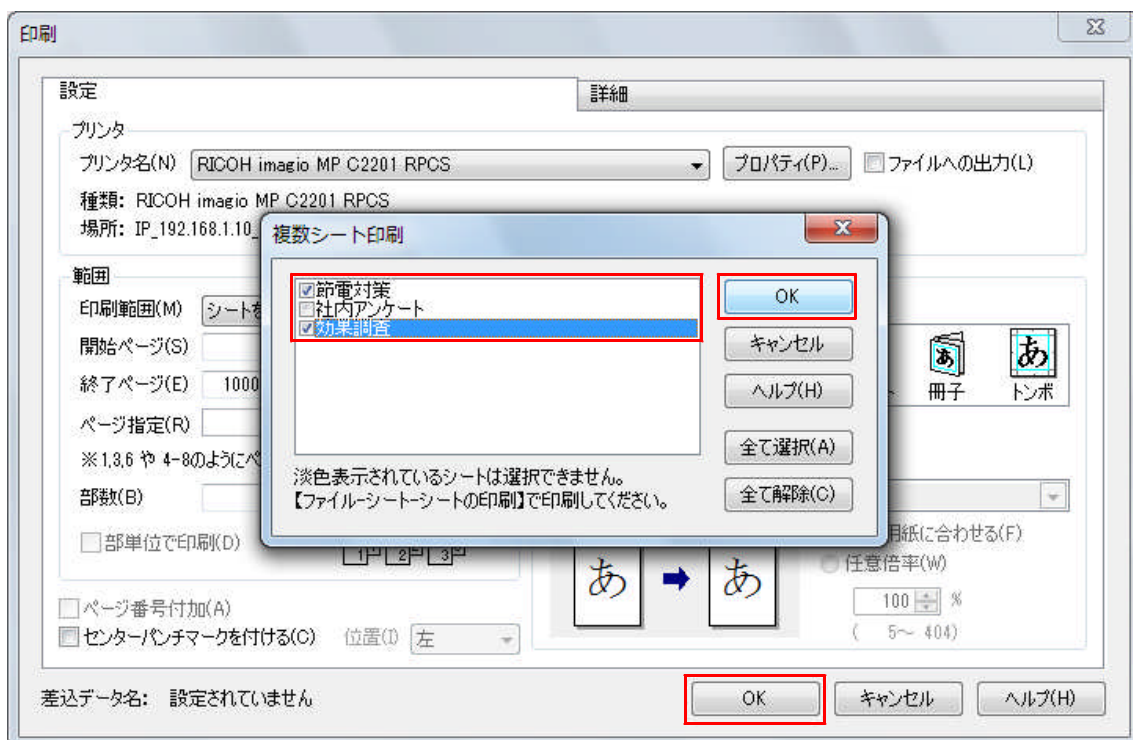 印刷
設定
詳細
プリンタ
プリンタ名(N) RICOH imagio MP C2201 RPCS プロパティ(P)... ファイルへの出力(L)
種類: RICOH imagio MP C2201 RPCS
場所: IP_192.168.1.10_
範囲
印刷範囲(M) シートを
開始ページ(S)
終了ページ(E) 1000
ページ指定(R)
※1,3,6 や 4-8のように
部数(B)
部単位で印刷(D)
1 2 3
ページ番号付加(A)
センターパンチマークを付ける(C) 位置(I) 左
複数シート印刷
節電対策
社内アンケート
効果調査
OK
キャンセル
ヘルプ(H)
全て選択(A)
全て解除(C)
淡色表示されているシートは選択できません。
【ファイル-シート-シートの印刷】で印刷してください。
あ あ
冊子 トンボ
用紙に合わせる(F)
任意倍率(W)
100 %
( 5~ 404)
あ あ
差込データ名: 設定されていません
OK キャンセル ヘルプ(H)